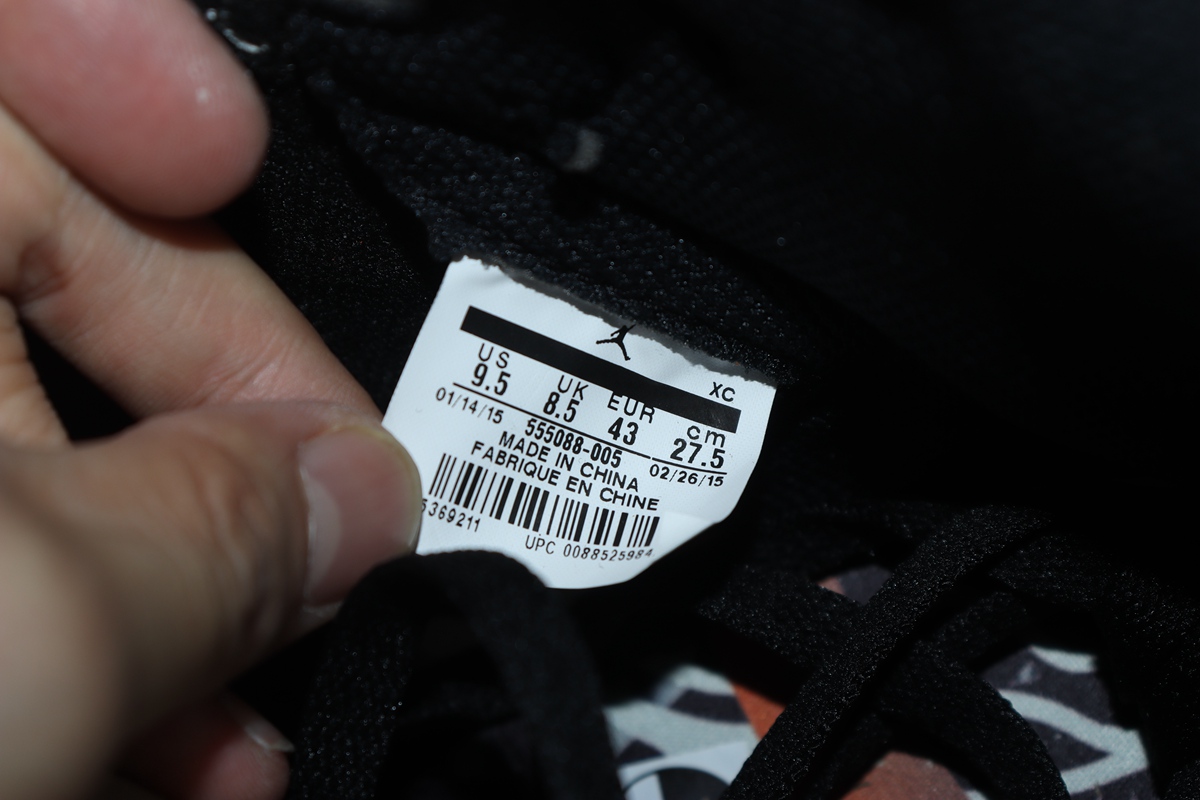 XC
US UK EUR cm
9.5 8.5 43 27.5
01/14/15 555088-005 02/26/15
MADE IN CHINA
FABRIQUE EN CHINE
5369211 UPC 0088525984